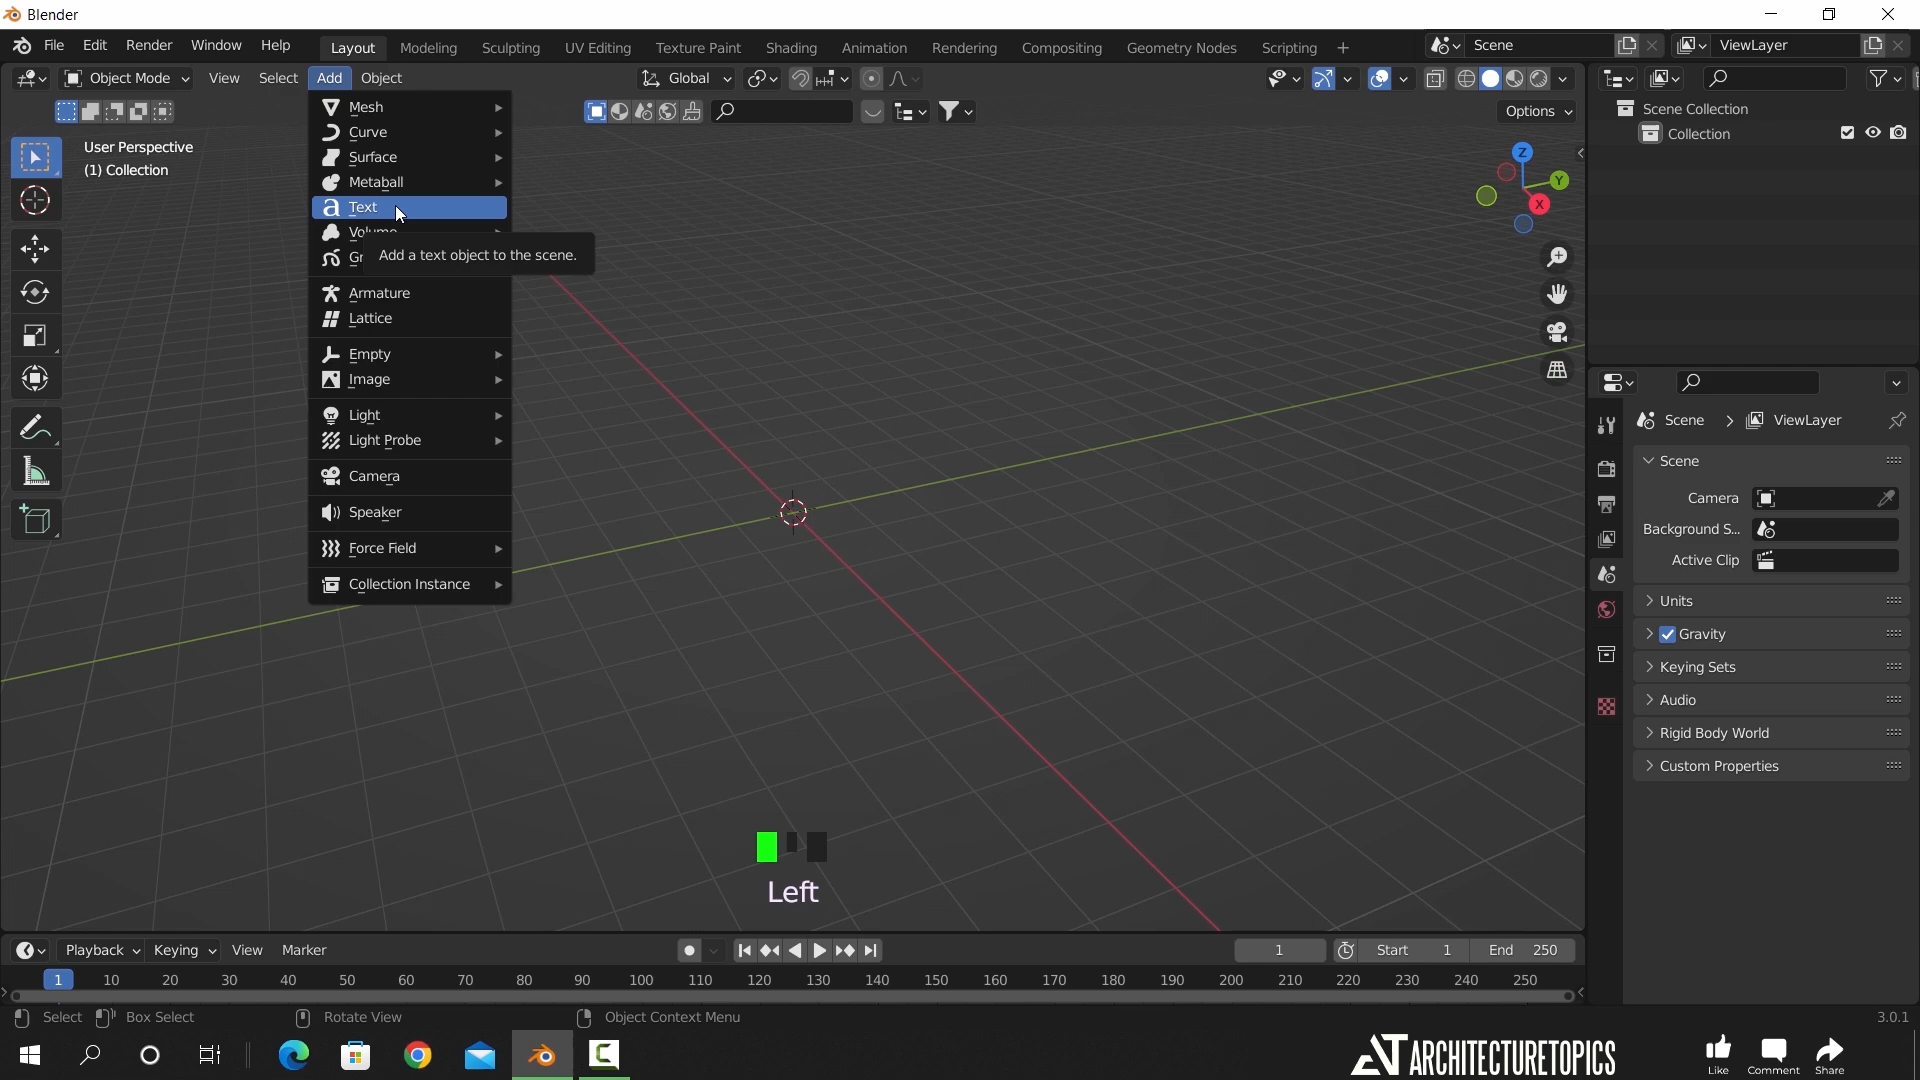 Blender
File Edit Render Window Help Layout Modeling Sculpting UV Editing Texture Paint Shading Animation Rendering Compositing Geometry Nodes Scripting + Scene ViewLayer
Object Mode View Select Add Object Global
Options
User Perspective
(1) Collection
Mesh
Curve
Surface
Metaball
Text
Volume
Add a text object to the scene.
Armature
Lattice
Empty
Image
Light
Light Probe
Camera
Speaker
Force Field
Collection Instance
Z
Y
X
Scene Collection
Collection
Scene > ViewLayer
Scene
Camera
Background S...
Active Clip
Units
Gravity
Keying Sets
Audio
Rigid Body World
Custom Properties
Left
Playback Keying View Marker 1 Start 1 End 250
1 10 20 30 40 50 60 70 80 90 100 110 120 130 140 150 160 170 180 190 200 210 220 230 240 250
Select Box Select Rotate View Object Context Menu 3.0.1
AT ARCHITECTURETOPICS
Like Comment Share